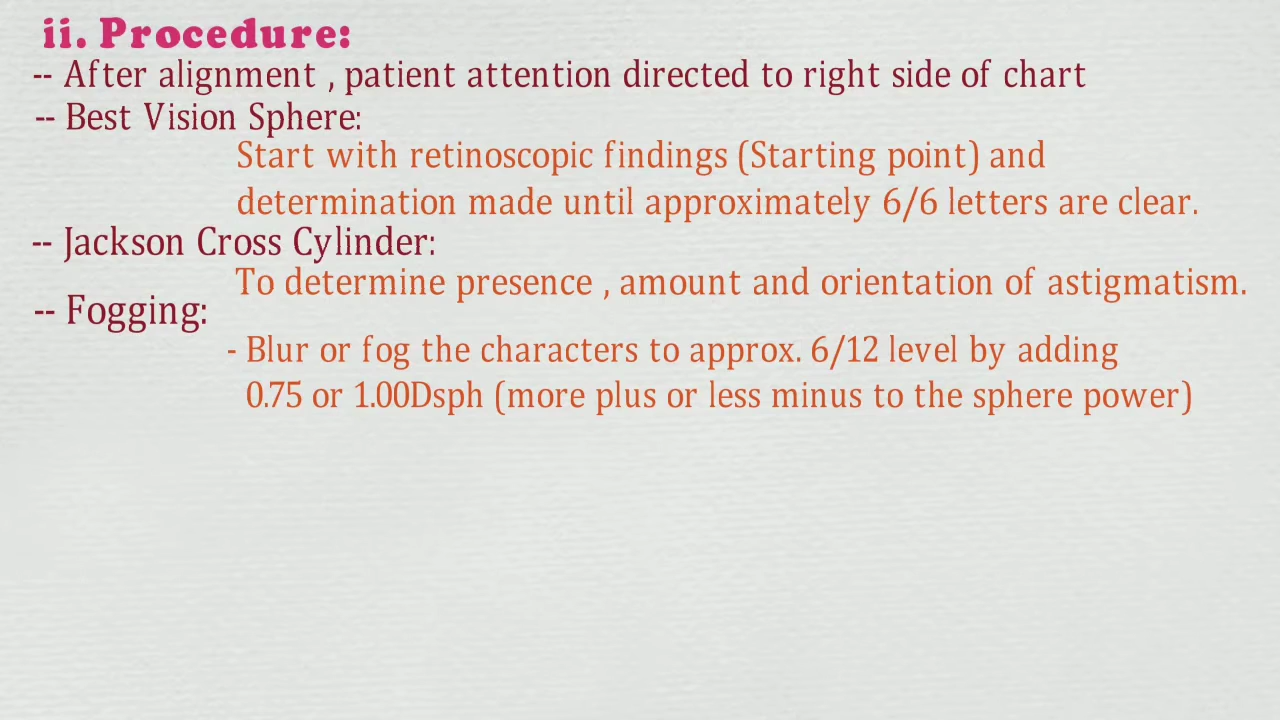 ii. Procedure:
-- After alignment , patient attention directed to right side of chart
-- Best Vision Sphere:
Start with retinoscopic findings (Starting point) and
determination made until approximately 6/6 letters are clear.
-- Jackson Cross Cylinder:
To determine presence , amount and orientation of astigmatism.
-- Fogging:
- Blur or fog the characters to approx. 6/12 level by adding
0.75 or 1.00Dsph (more plus or less minus to the sphere power)